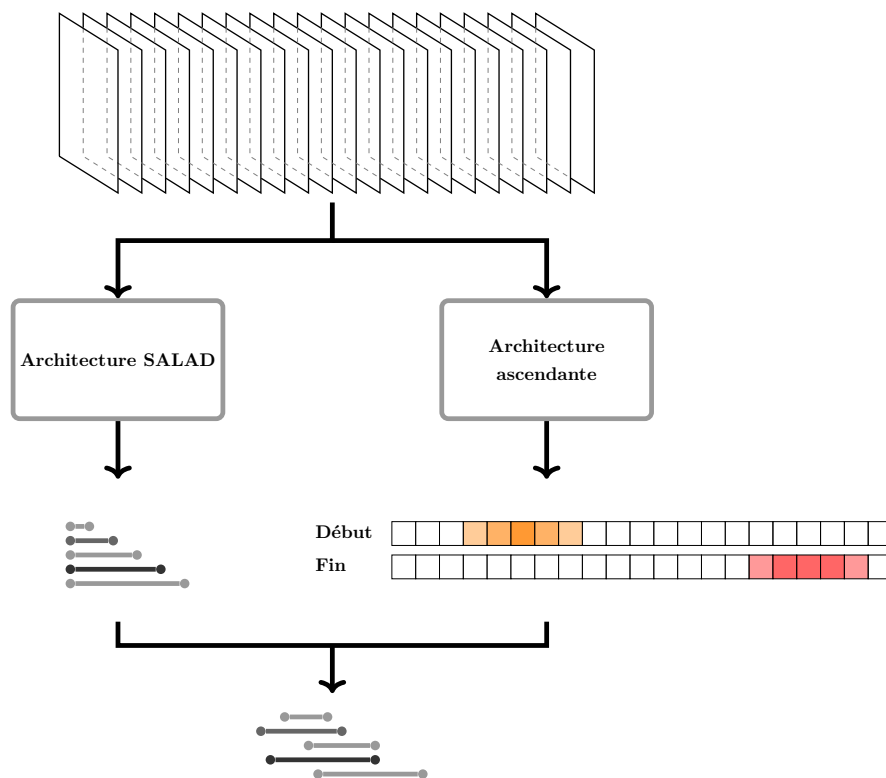 Architecture SALAD
Architecture
ascendante
Début
Fin